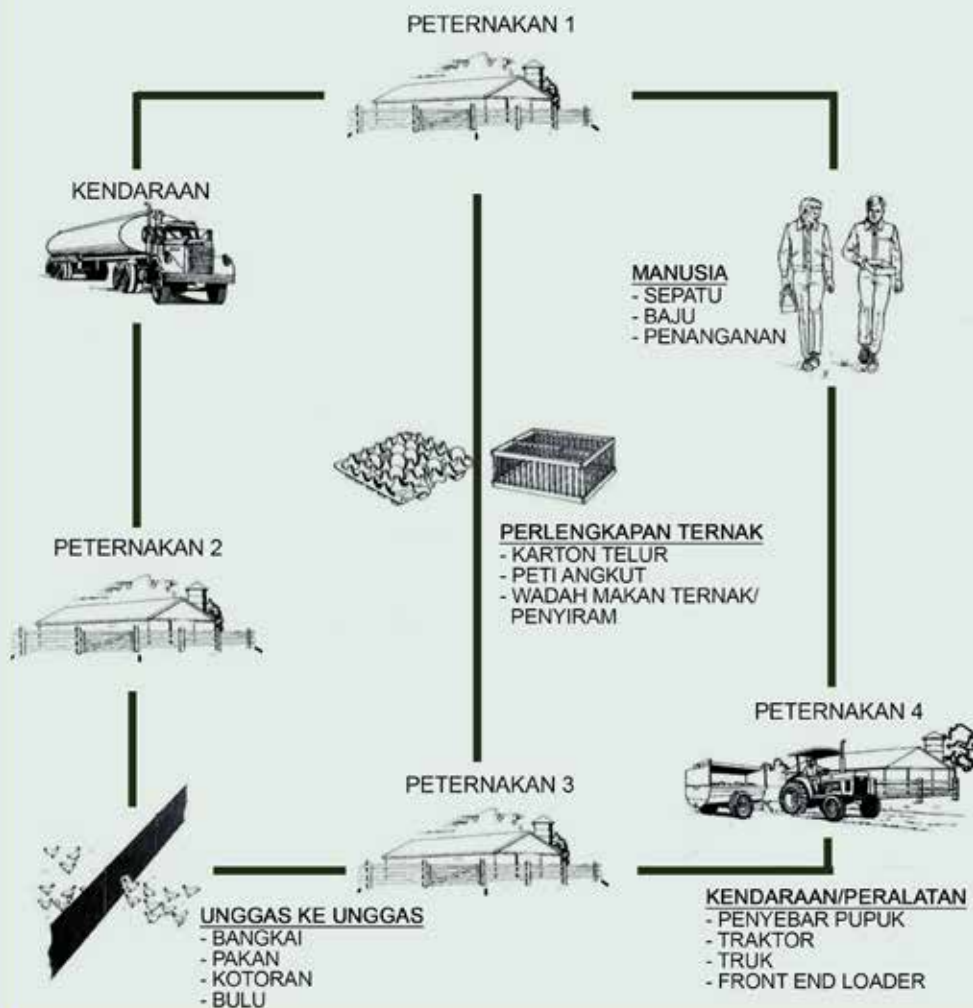 PETERNAKAN 1
KENDARAAN
MANUSIA
- SEPATU
- BAJU
- PENANGANAN
PERLENGKAPAN TERNAK
- KARTON TELUR
- PETI ANGKUT
- WADAH MAKAN TERNAK/
PENYIRAM
PETERNAKAN 2
PETERNAKAN 4
PETERNAKAN 3
UNGGAS KE UNGGAS
- BANGKAI
- PAKAN
- KOTORAN
- BULU
KENDARAAN/PERALATAN
- PENYEBAR PUPUK
- TRAKTOR
- TRUK
- FRONT END LOADER